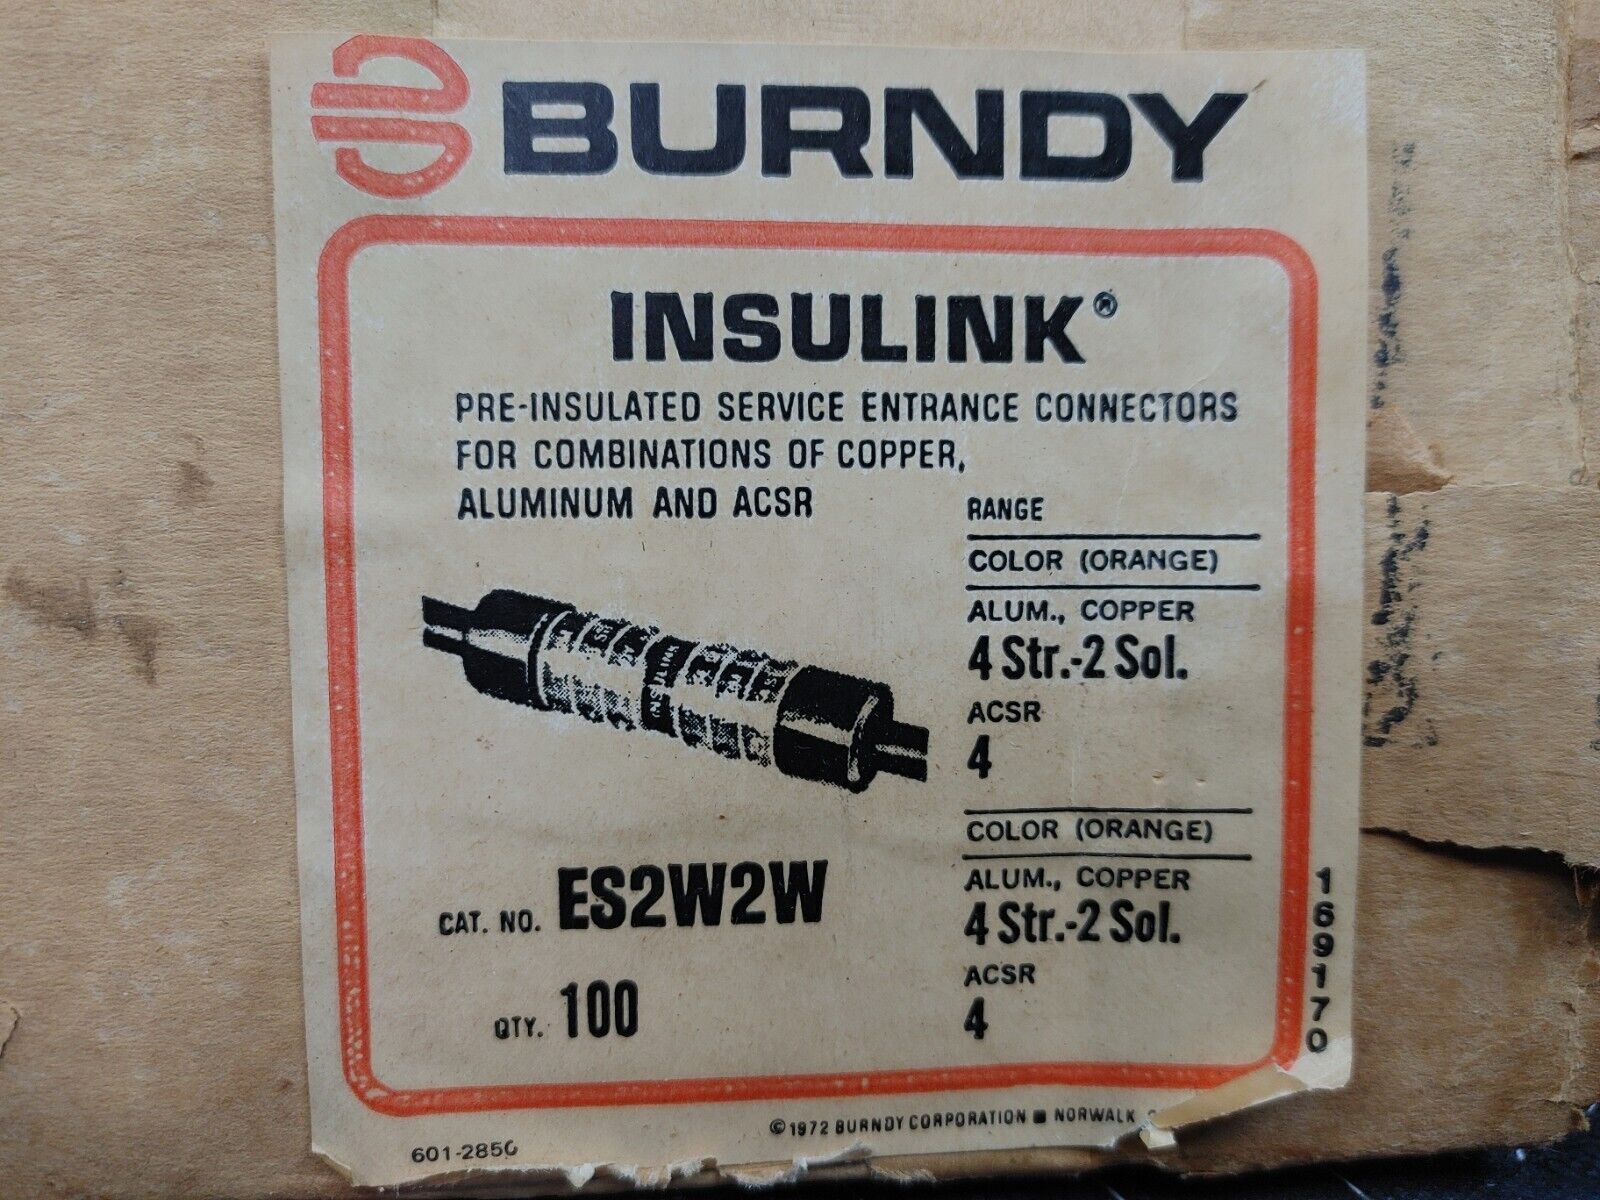 BURNDY
INSULINK®
PRE-INSULATED SERVICE ENTRANCE CONNECTORS
FOR COMBINATIONS OF COPPER,
ALUMINUM AND ACSR
RANGE
COLOR (ORANGE)
ALUM., COPPER
4 Str.-2 Sol.
ACSR
4
INSULINK
COLOR (ORANGE)
ALUM., COPPER
4 Str.-2 Sol.
ACSR
4
CAT. NO. ES2W2W
QTY. 100
169170
©1972 BURNDY CORPORATION ■ NORWALK
601-2850